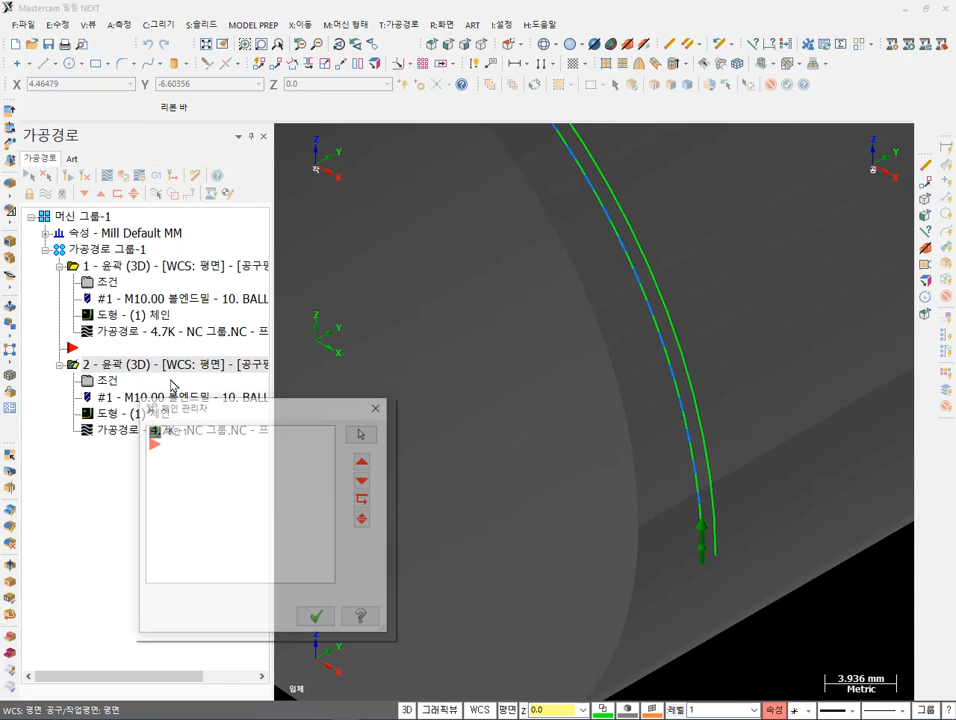 Mastercam 밀링 NEXT
F:파일 E:수정 V:뷰 A:측정 C:그리기 S:솔리드 MODEL PREP X:이동 M:머신 형태 T:가공경로 R:화면 ART I:설정 H:도움말
X 4.46479 Y -6.60356 Z 0.0
리본 바
가공경로
가공경로 Art
G1
머신 그룹-1
속성 - Mill Default MM
가공경로 그룹-1
1 - 윤곽 (3D) - [WCS: 평면] - [공구평
조건
#1 - M10.00 볼엔드밀 - 10. BALL
도형 - (1) 체인
가공경로 - 4.7K - NC 그룹.NC - 프
2 - 윤곽 (3D) - [WCS: 평면] - [공구평
조건
#1 - M10.00 볼엔드밀 - 10. BALL
도형 - (1) 체인
가공경로 - 4.7K - NC 그룹.NC - 프
체인 관리자
체인 1
Z Y X 작
Z Y X 공
Z Y X
Z Y X
입체
3.936 mm
Metric
WCS: 평면 공구/작업평면: 평면
3D 그래픽뷰 WCS 평면 Z 0.0 레벨 1 속성 그룹 ?